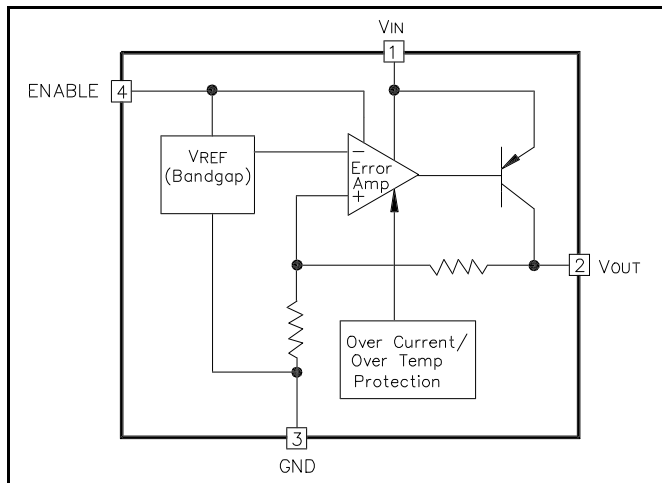 VIN
1
ENABLE 4
VREF
(Bandgap)
−
Error
Amp
+
2 VOUT
Over Current/
Over Temp
Protection
3
GND